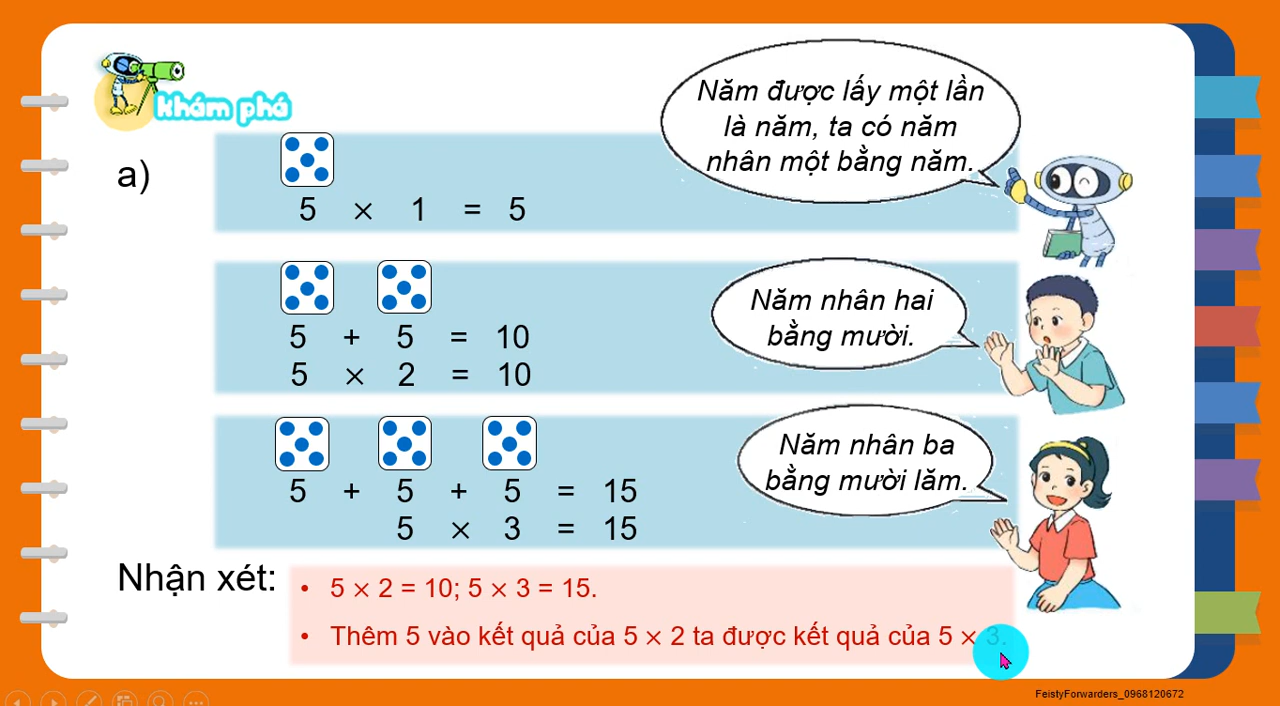 khám phá
Năm được lấy một lần
là năm, ta có năm
nhân một bằng năm.
a)
5 × 1 = 5
Năm nhân hai
bằng mười.
5 + 5 = 10
5 × 2 = 10
Năm nhân ba
bằng mười lăm.
5 + 5 + 5 = 15
5 × 3 = 15
Nhận xét:
• 5 × 2 = 10; 5 × 3 = 15.
• Thêm 5 vào kết quả của 5 × 2 ta được kết quả của 5 × 3.
FeistyForwarders_0968120672